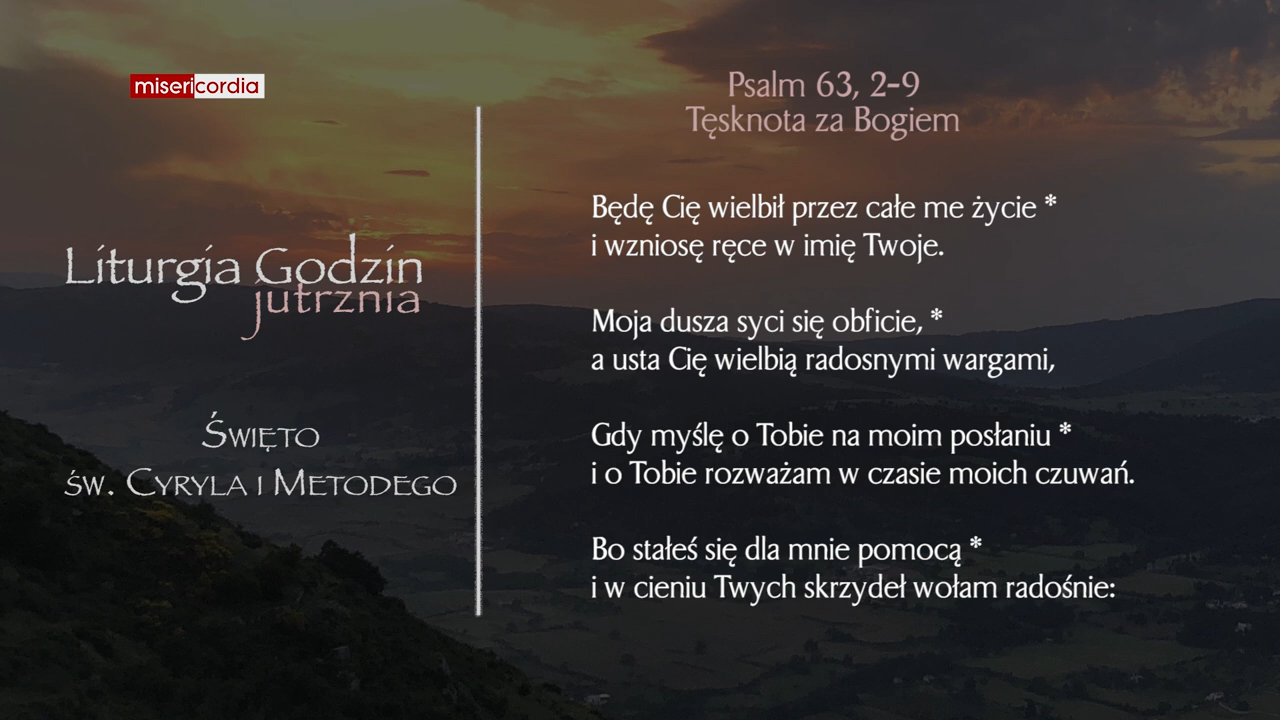 misericordia
Liturgia Godzin
jutrznia
Święto
św. Cyryla i Metodego
Psalm 63, 2-9
Tęsknota za Bogiem
Będę Cię wielbił przez całe me życie *
i wzniosę ręce w imię Twoje.
Moja dusza syci się obficie, *
a usta Cię wielbią radosnymi wargami,
Gdy myślę o Tobie na moim posłaniu *
i o Tobie rozważam w czasie moich czuwań.
Bo stałeś się dla mnie pomocą *
i w cieniu Twych skrzydeł wołam radośnie: